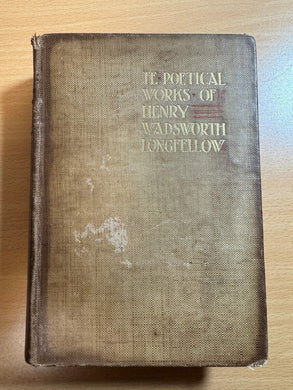 THE POETICAL
WORKS · OF
HENRY
WADSWORTH
LONGFELLOW